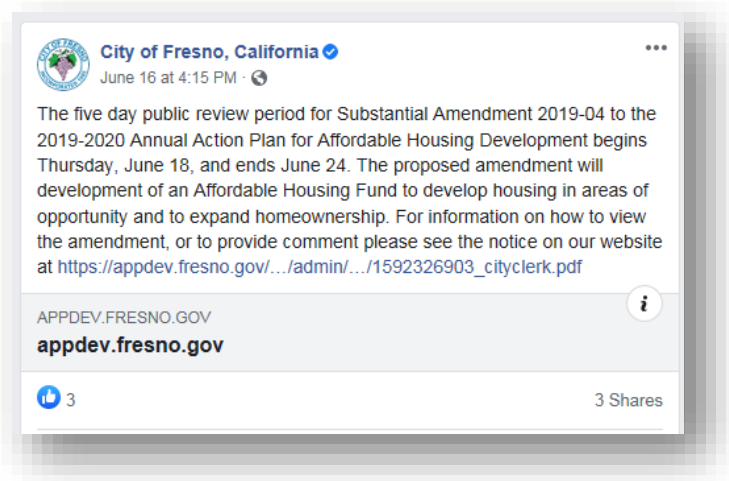 City of Fresno, California
June 16 at 4:15 PM ·
The five day public review period for Substantial Amendment 2019-04 to the
2019-2020 Annual Action Plan for Affordable Housing Development begins
Thursday, June 18, and ends June 24. The proposed amendment will
development of an Affordable Housing Fund to develop housing in areas of
opportunity and to expand homeownership. For information on how to view
the amendment, or to provide comment please see the notice on our website
at https://appdev.fresno.gov/…/admin/…/1592326903_cityclerk.pdf
APPDEV.FRESNO.GOV
appdev.fresno.gov
3
3 Shares